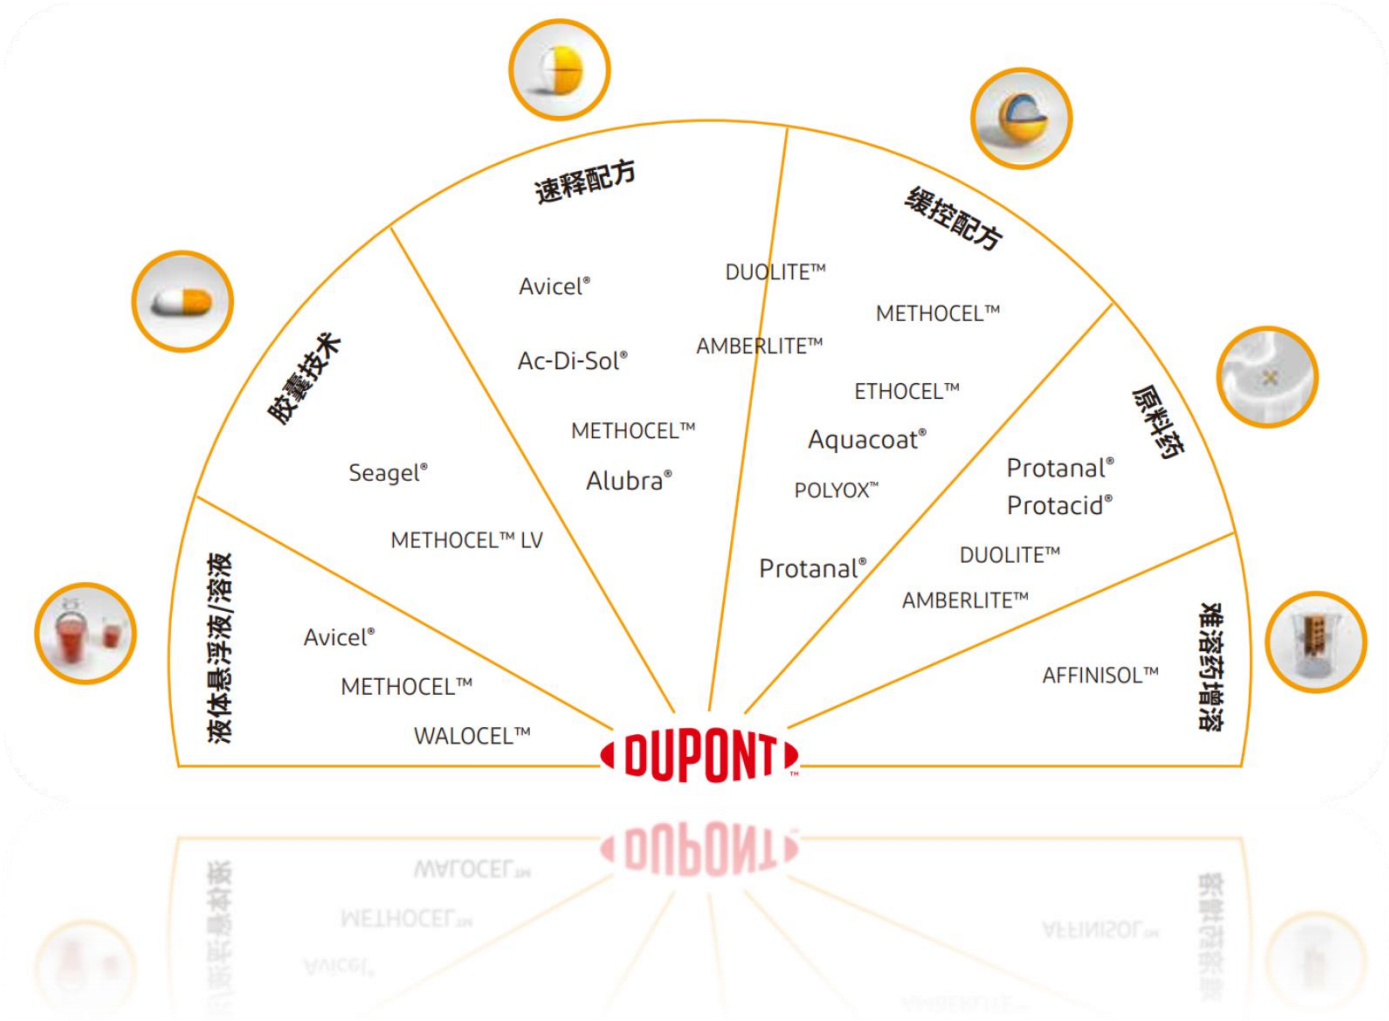 速释配方
缓控配方
胶囊技术
原料药
液体悬浮液/溶液
难溶药增溶
Avicel®
Ac-Di-Sol®
METHOCEL™
Alubra®
DUOLITE™
AMBERLITE™
METHOCEL™
ETHOCEL™
Aquacoat®
POLYOX™
Protanal®
Seagel®
METHOCEL™ LV
Protanal®
Protacid®
DUOLITE™
AMBERLITE™
Avicel®
METHOCEL™
WALOCEL™
AFFINISOL™
DUPONT™